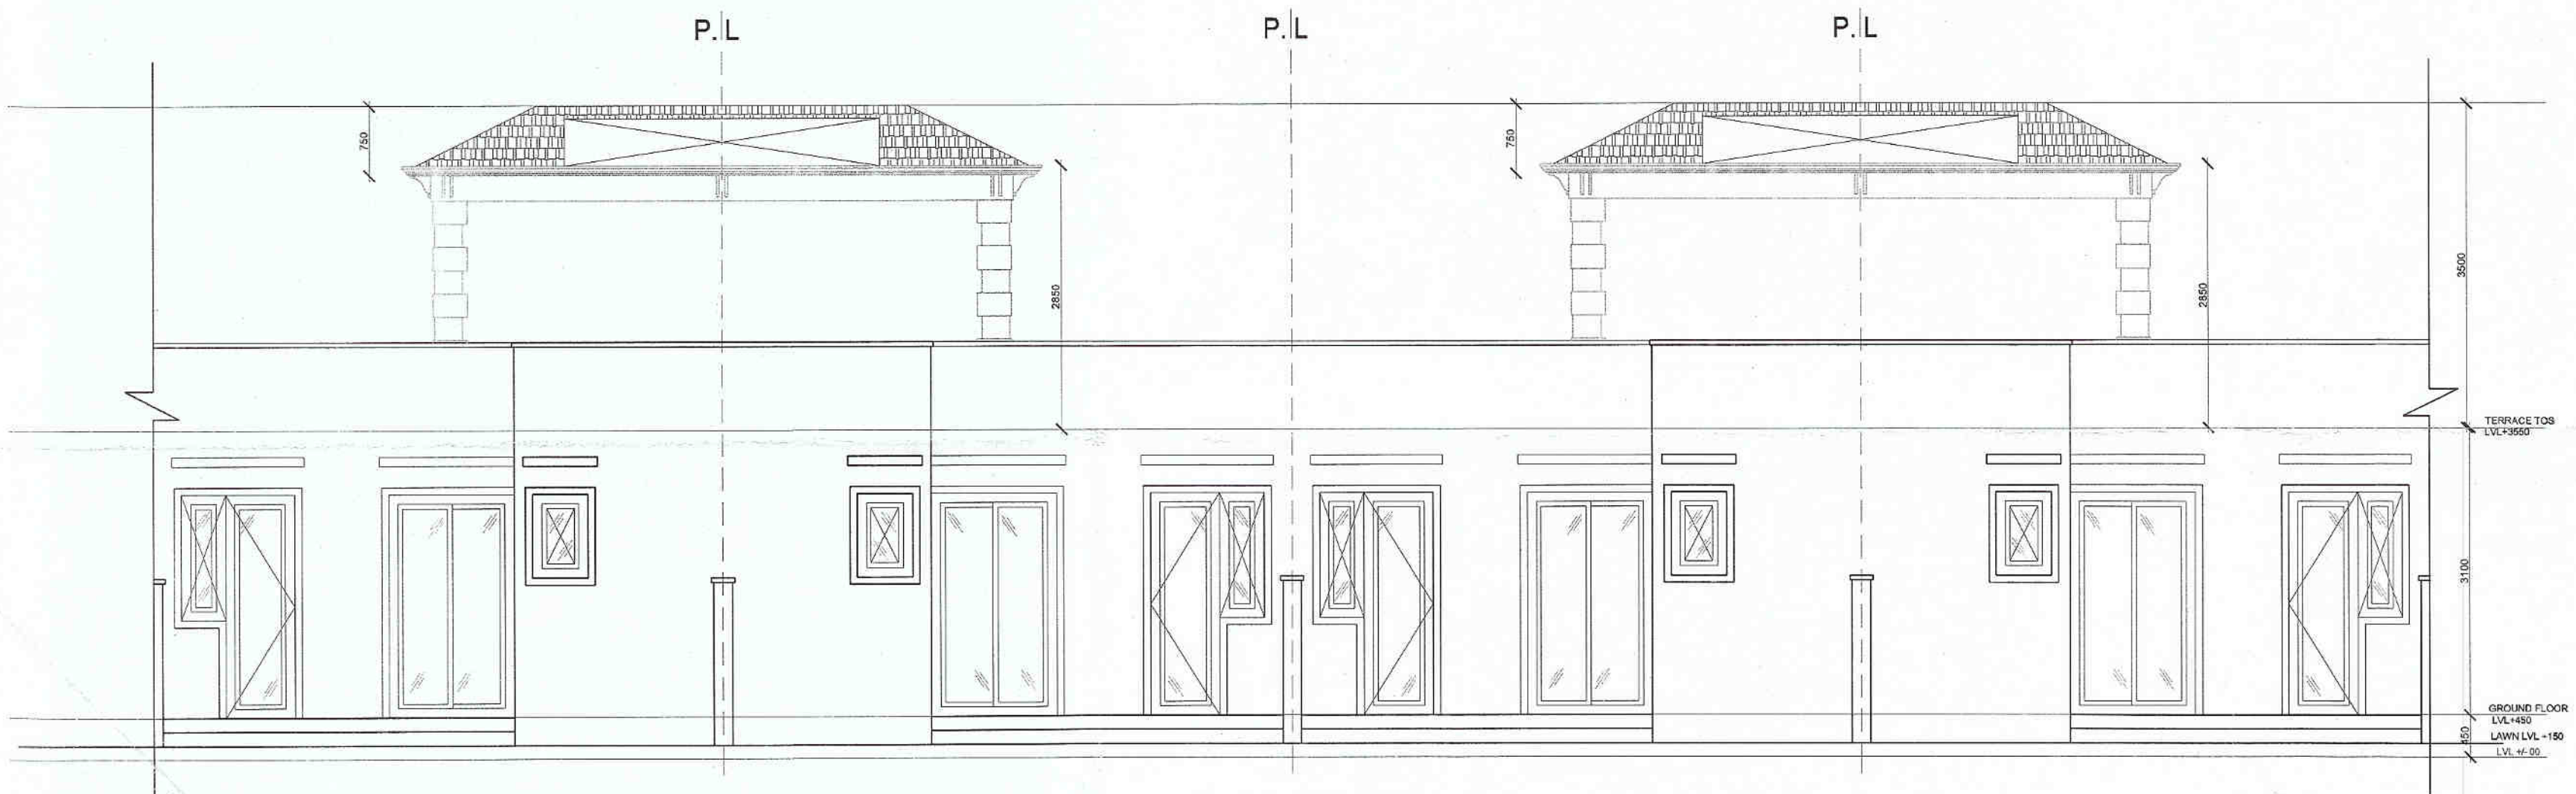 P.L
P.L
P.L
750
750
2850
2850
3500
TERRACE TOS
LVL+3550
3100
GROUND FLOOR
LVL+450
450
LAWN LVL +150
LVL +/- 00